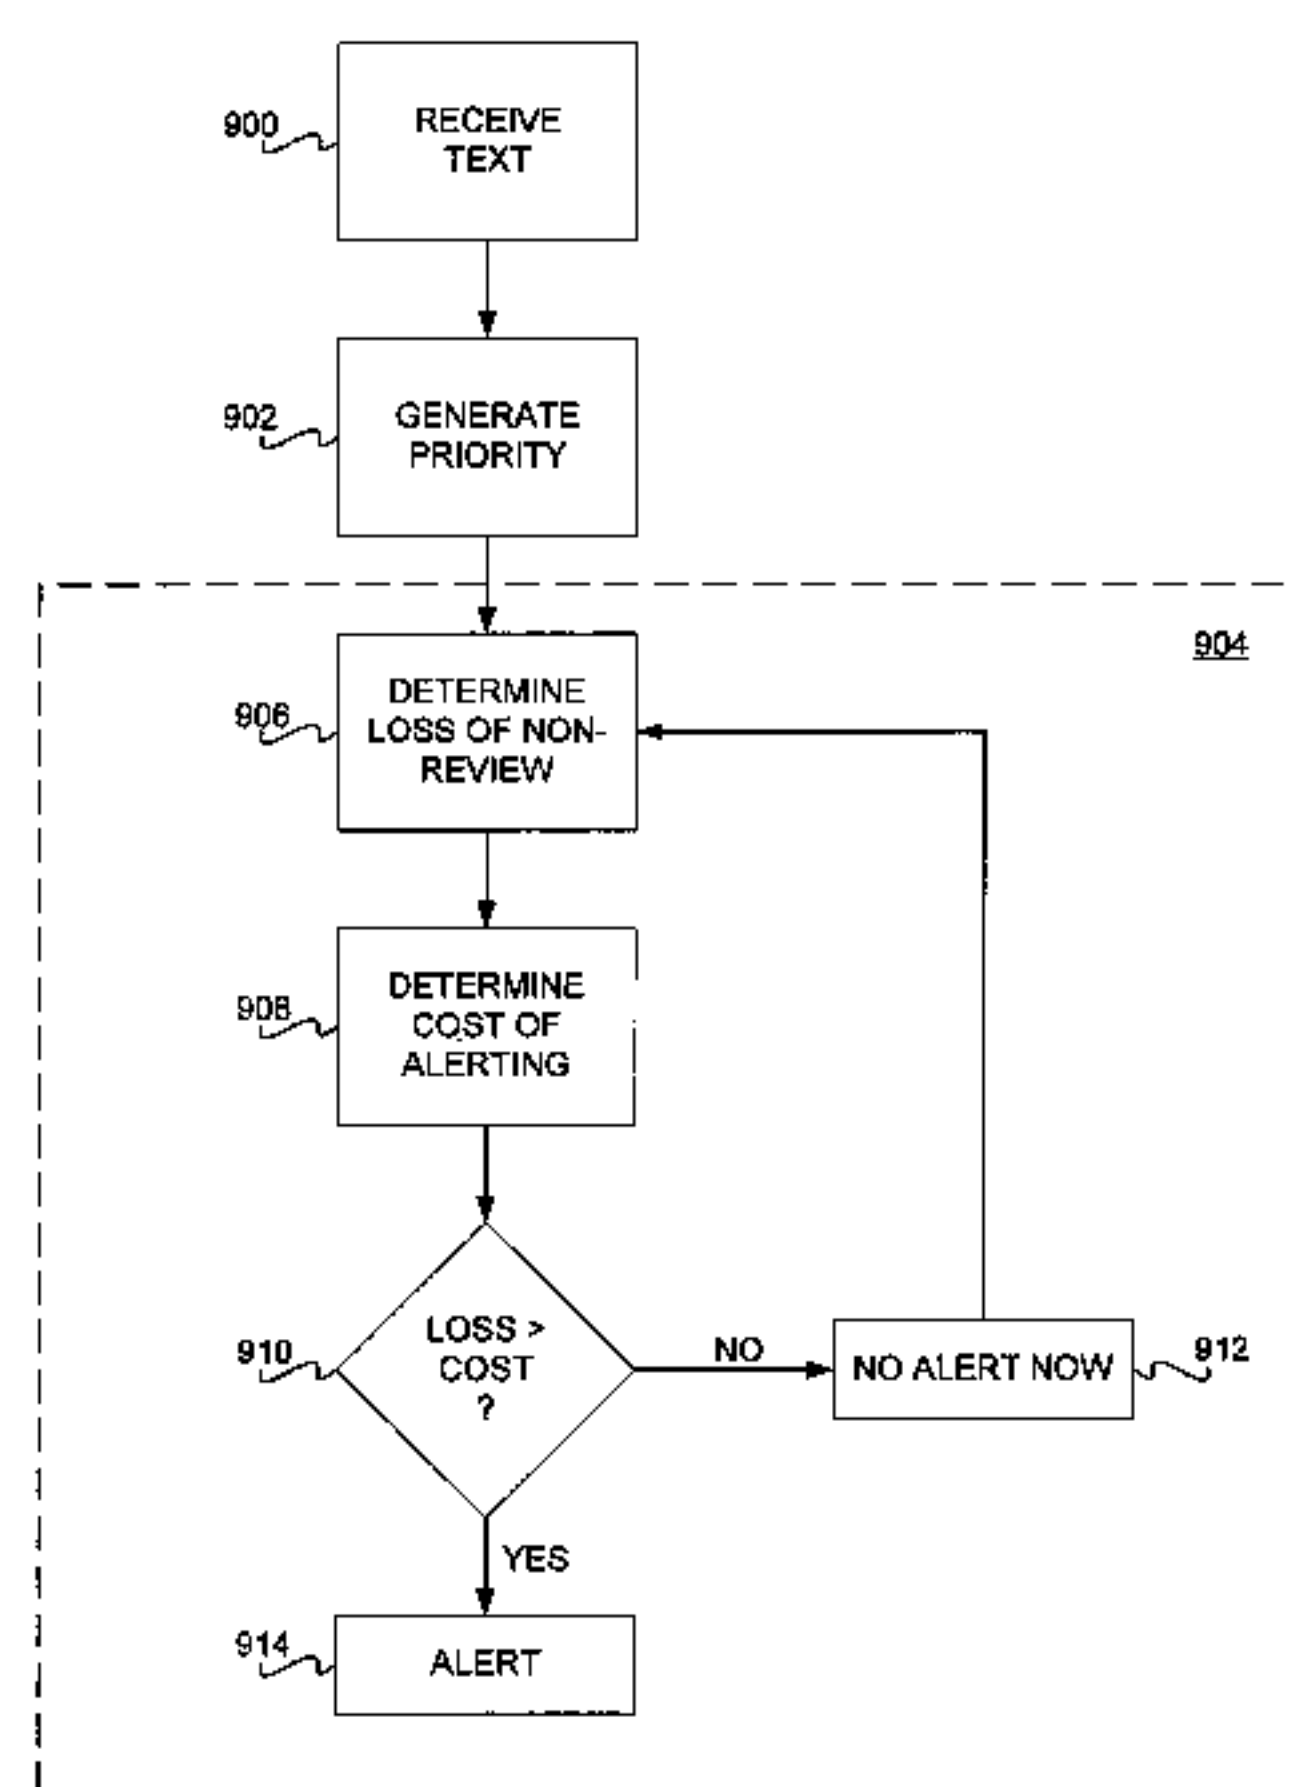 900
RECEIVE
TEXT
902
GENERATE
PRIORITY
904
906
DETERMINE
LOSS OF NON-
REVIEW
908
DETERMINE
COST OF
ALERTING
910
LOSS >
COST
?
NO
NO ALERT NOW
912
YES
914
ALERT